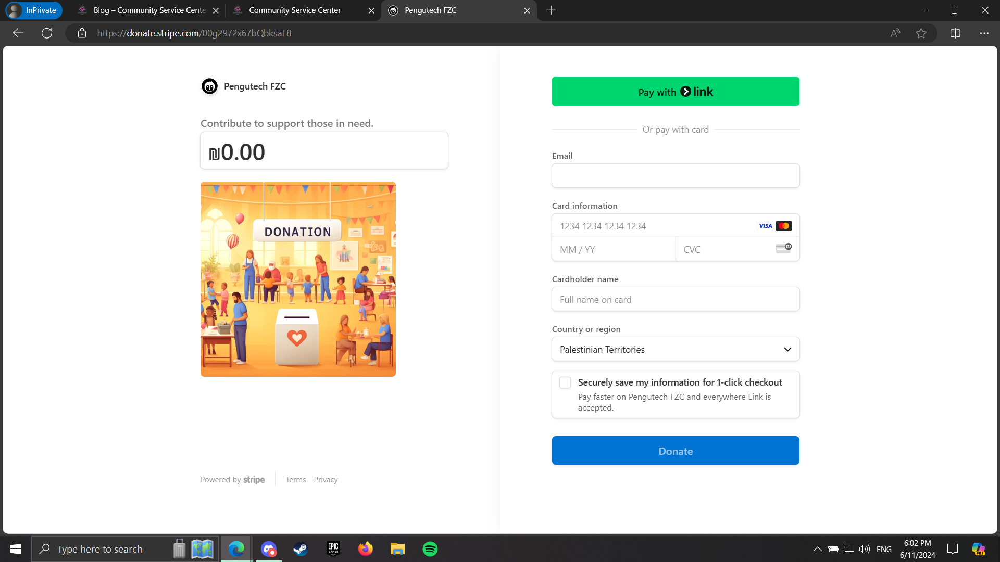 InPrivate
Blog – Community Service Cente
Community Service Center
Pengutech FZC
https://donate.stripe.com/00g2972x67bQbksaF8
Pengutech FZC
Contribute to support those in need.
₪0.00
DONATION
Powered by stripe
Terms
Privacy
Pay with link
Or pay with card
Email
Card information
1234 1234 1234 1234
VISA
MM / YY
CVC
135
Cardholder name
Full name on card
Country or region
Palestinian Territories
Securely save my information for 1-click checkout
Pay faster on Pengutech FZC and everywhere Link is
accepted.
Donate
Type here to search
EPIC
GAMES
ENG
6:02 PM
6/11/2024
PRE